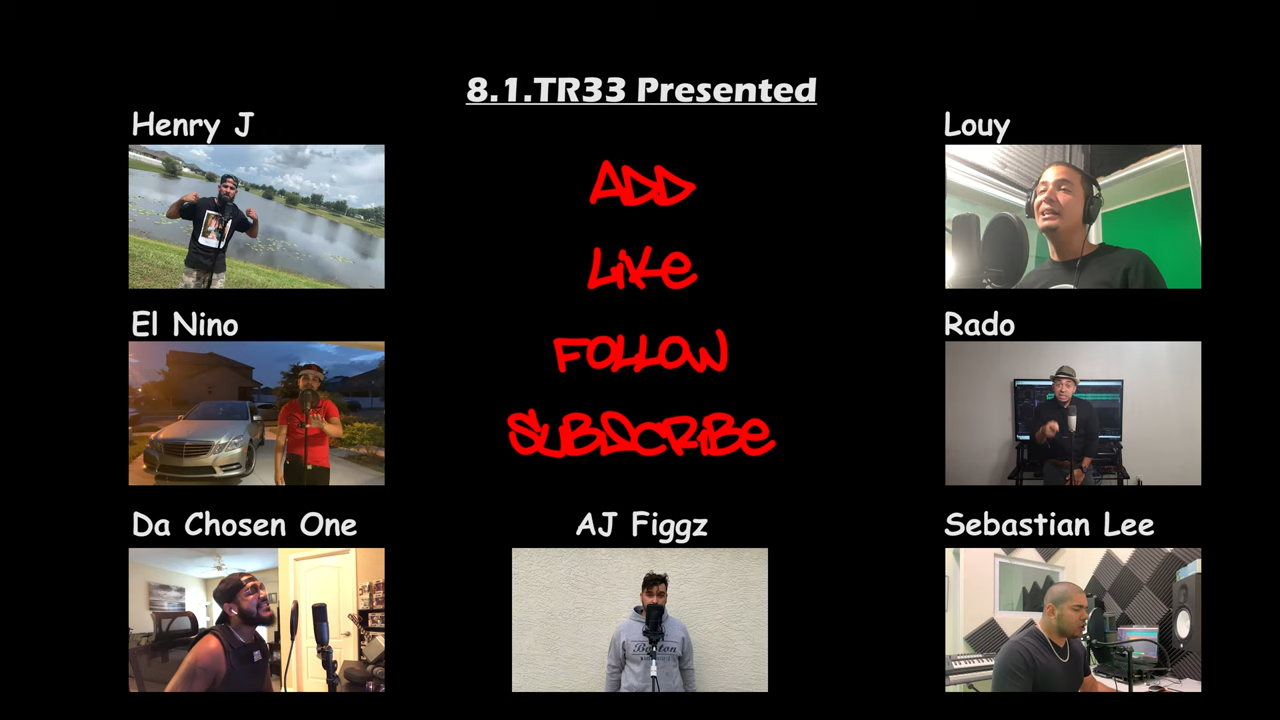 8.1.TR33 Presented
Henry J
Louy
ADD
LiKe
FOLLOW
El Nino
Rado
SUBSCRiBe
Da Chosen One
AJ Figgz
Sebastian Lee
Boston